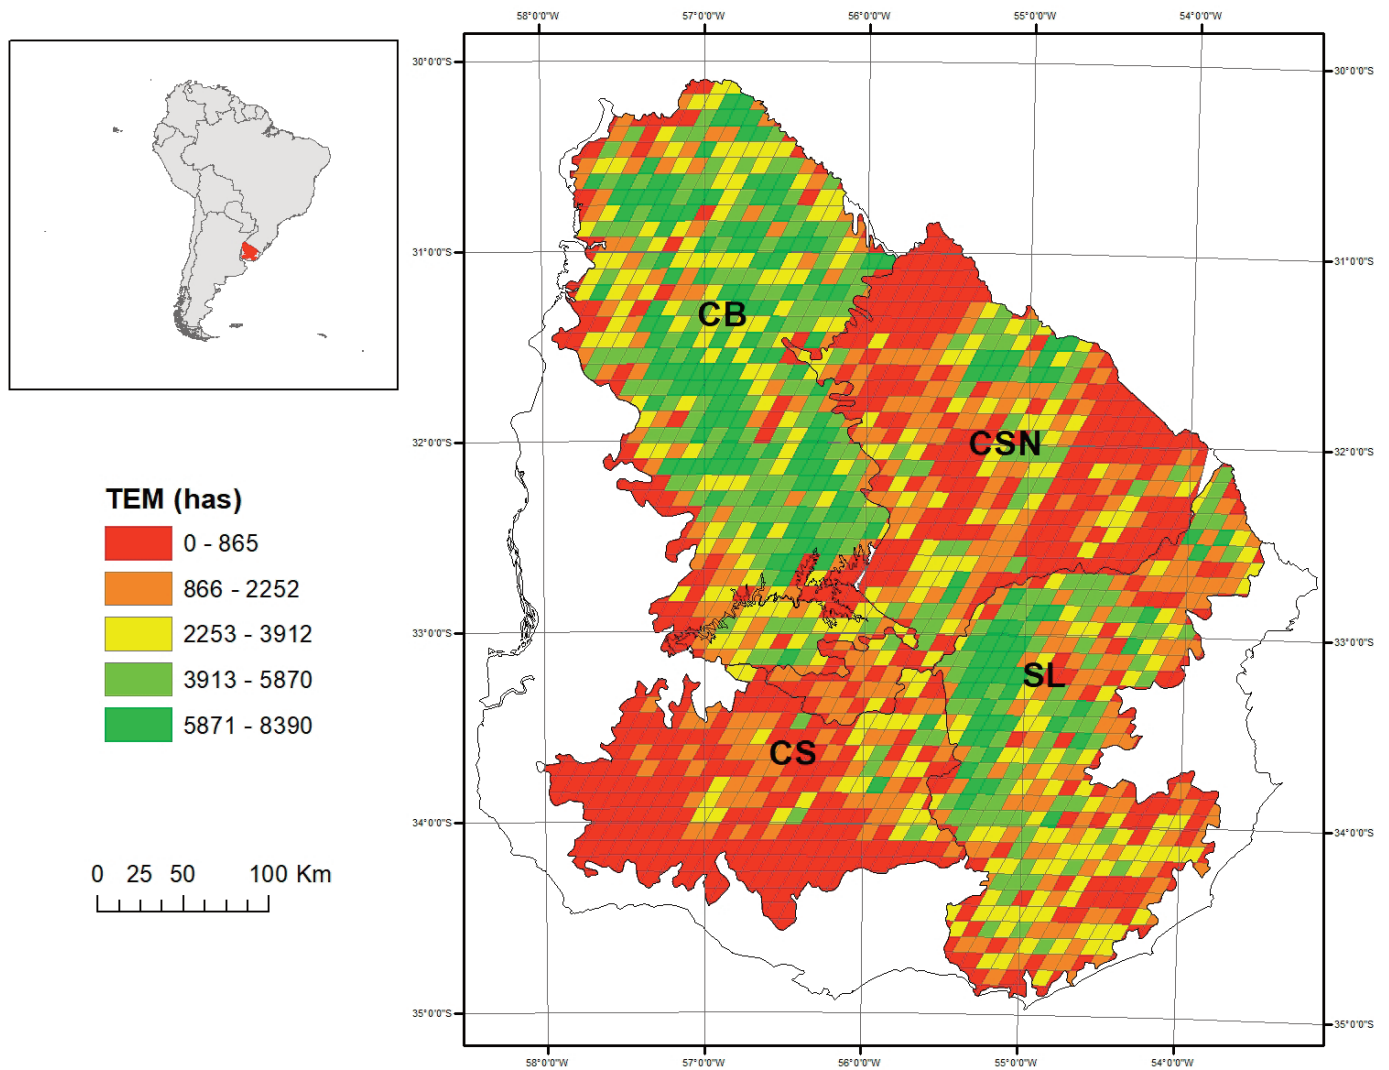 58°0'0"W 57°0'0"W 56°0'0"W 55°0'0"W 54°0'0"W
30°0'0"S 30°0'0"S
31°0'0"S 31°0'0"S
CB
32°0'0"S CSN 32°0'0"S
TEM (has)
0 - 865
866 - 2252
2253 - 3912
3913 - 5870
5871 - 8390
33°0'0"S 33°0'0"S
SL
CS
34°0'0"S 34°0'0"S
0 25 50 100 Km
35°0'0"S 35°0'0"S
58°0'0"W 57°0'0"W 56°0'0"W 55°0'0"W 54°0'0"W